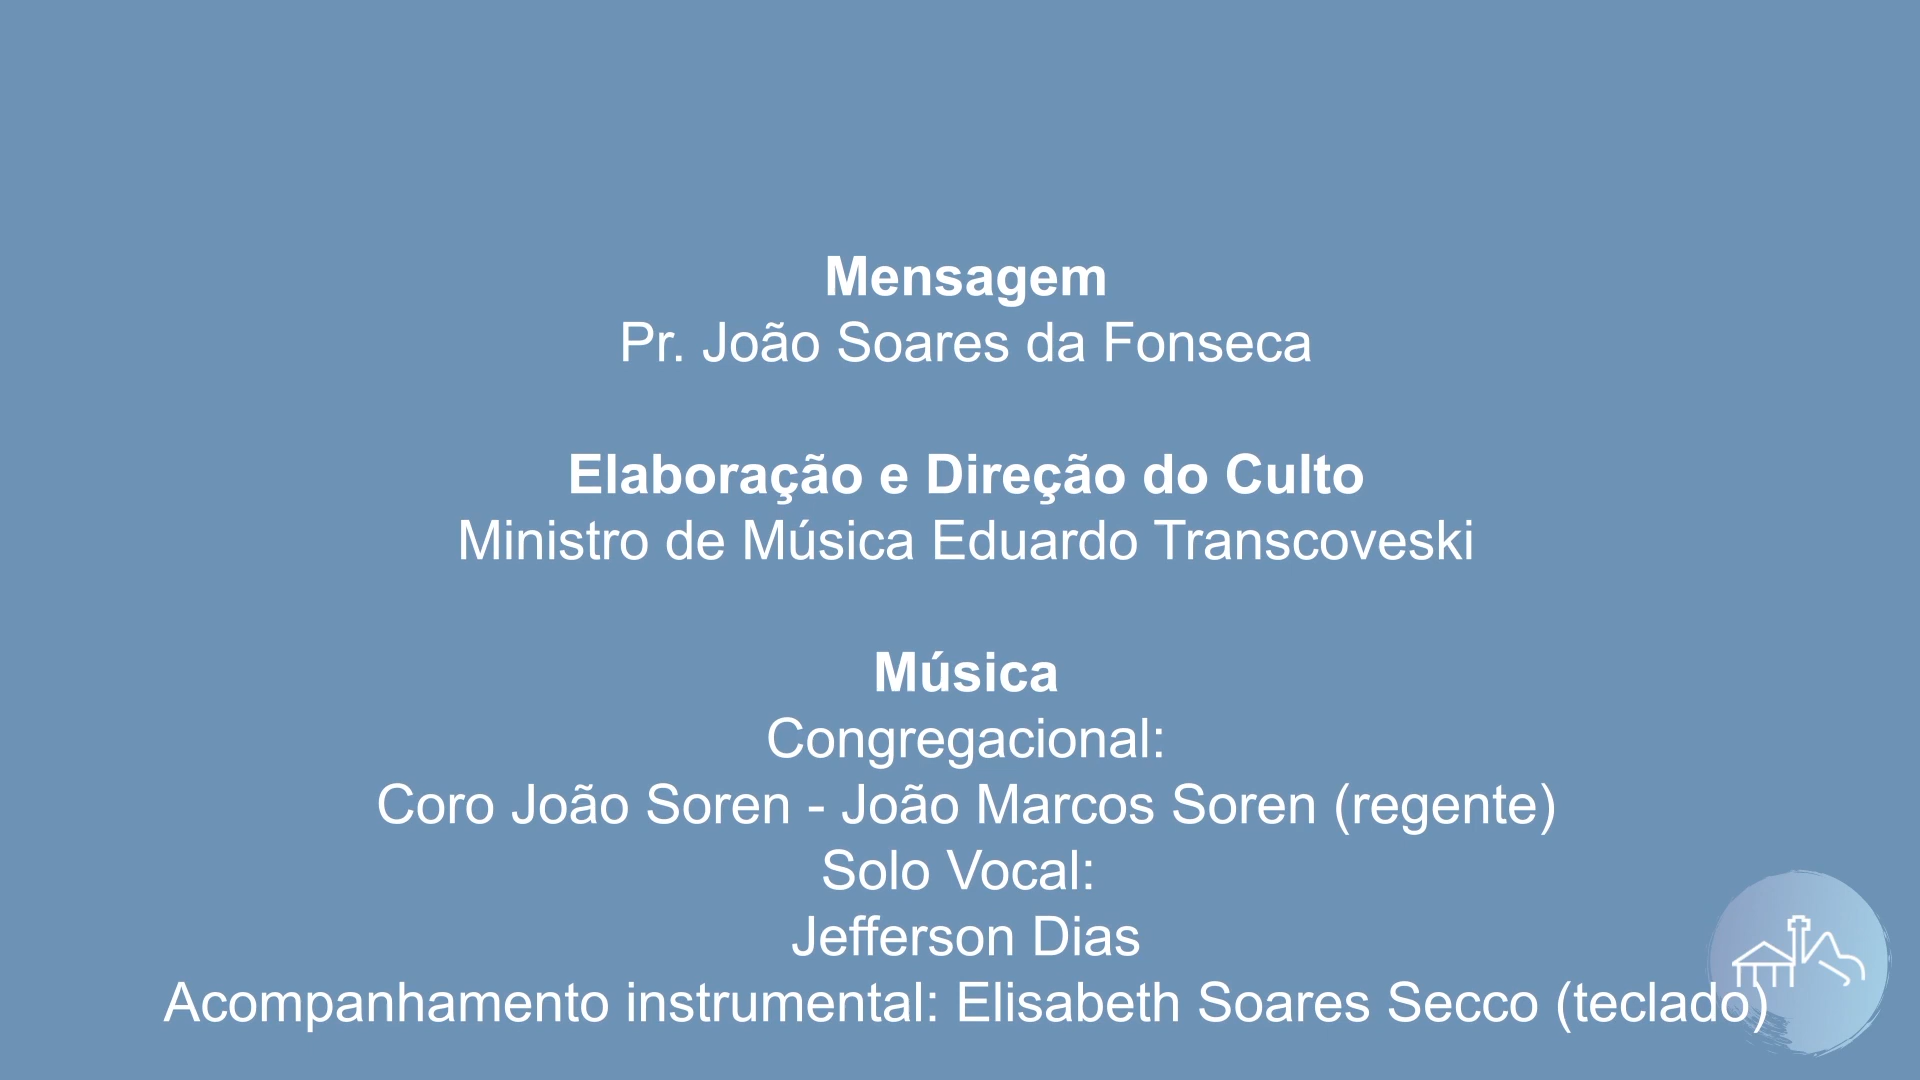 Mensagem
Pr. João Soares da Fonseca
Elaboração e Direção do Culto
Ministro de Música Eduardo Transcoveski
Música
Congregacional:
Coro João Soren - João Marcos Soren (regente)
Solo Vocal:
Jefferson Dias
Acompanhamento instrumental: Elisabeth Soares Secco (teclado)